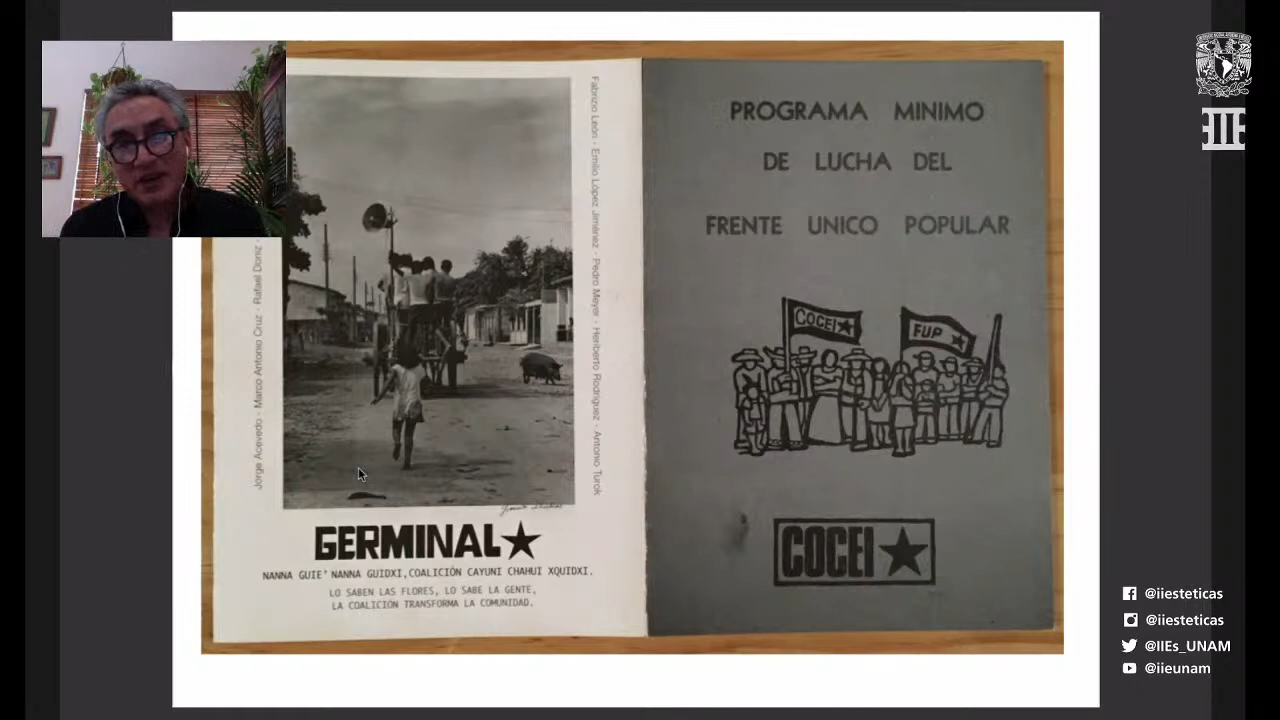 Jorge Acevedo · Marco Antonio Cruz · Rafael Doniz ·
Fabrizio León · Emilio López Jiménez · Pedro Meyer · Heriberto Rodríguez · Antonio Turok
GERMINAL
NANNA GUIE' NANNA GUIDXI, COALICIÓN CAYUNI CHAHUI XQUIDXI.
LO SABEN LAS FLORES, LO SABE LA GENTE,
LA COALICIÓN TRANSFORMA LA COMUNIDAD.
PROGRAMA MINIMO
DE LUCHA DEL
FRENTE UNICO POPULAR
COCEI
FUP
COCEI
@iiesteticas
@iiesteticas
@IIEs_UNAM
@iieunam